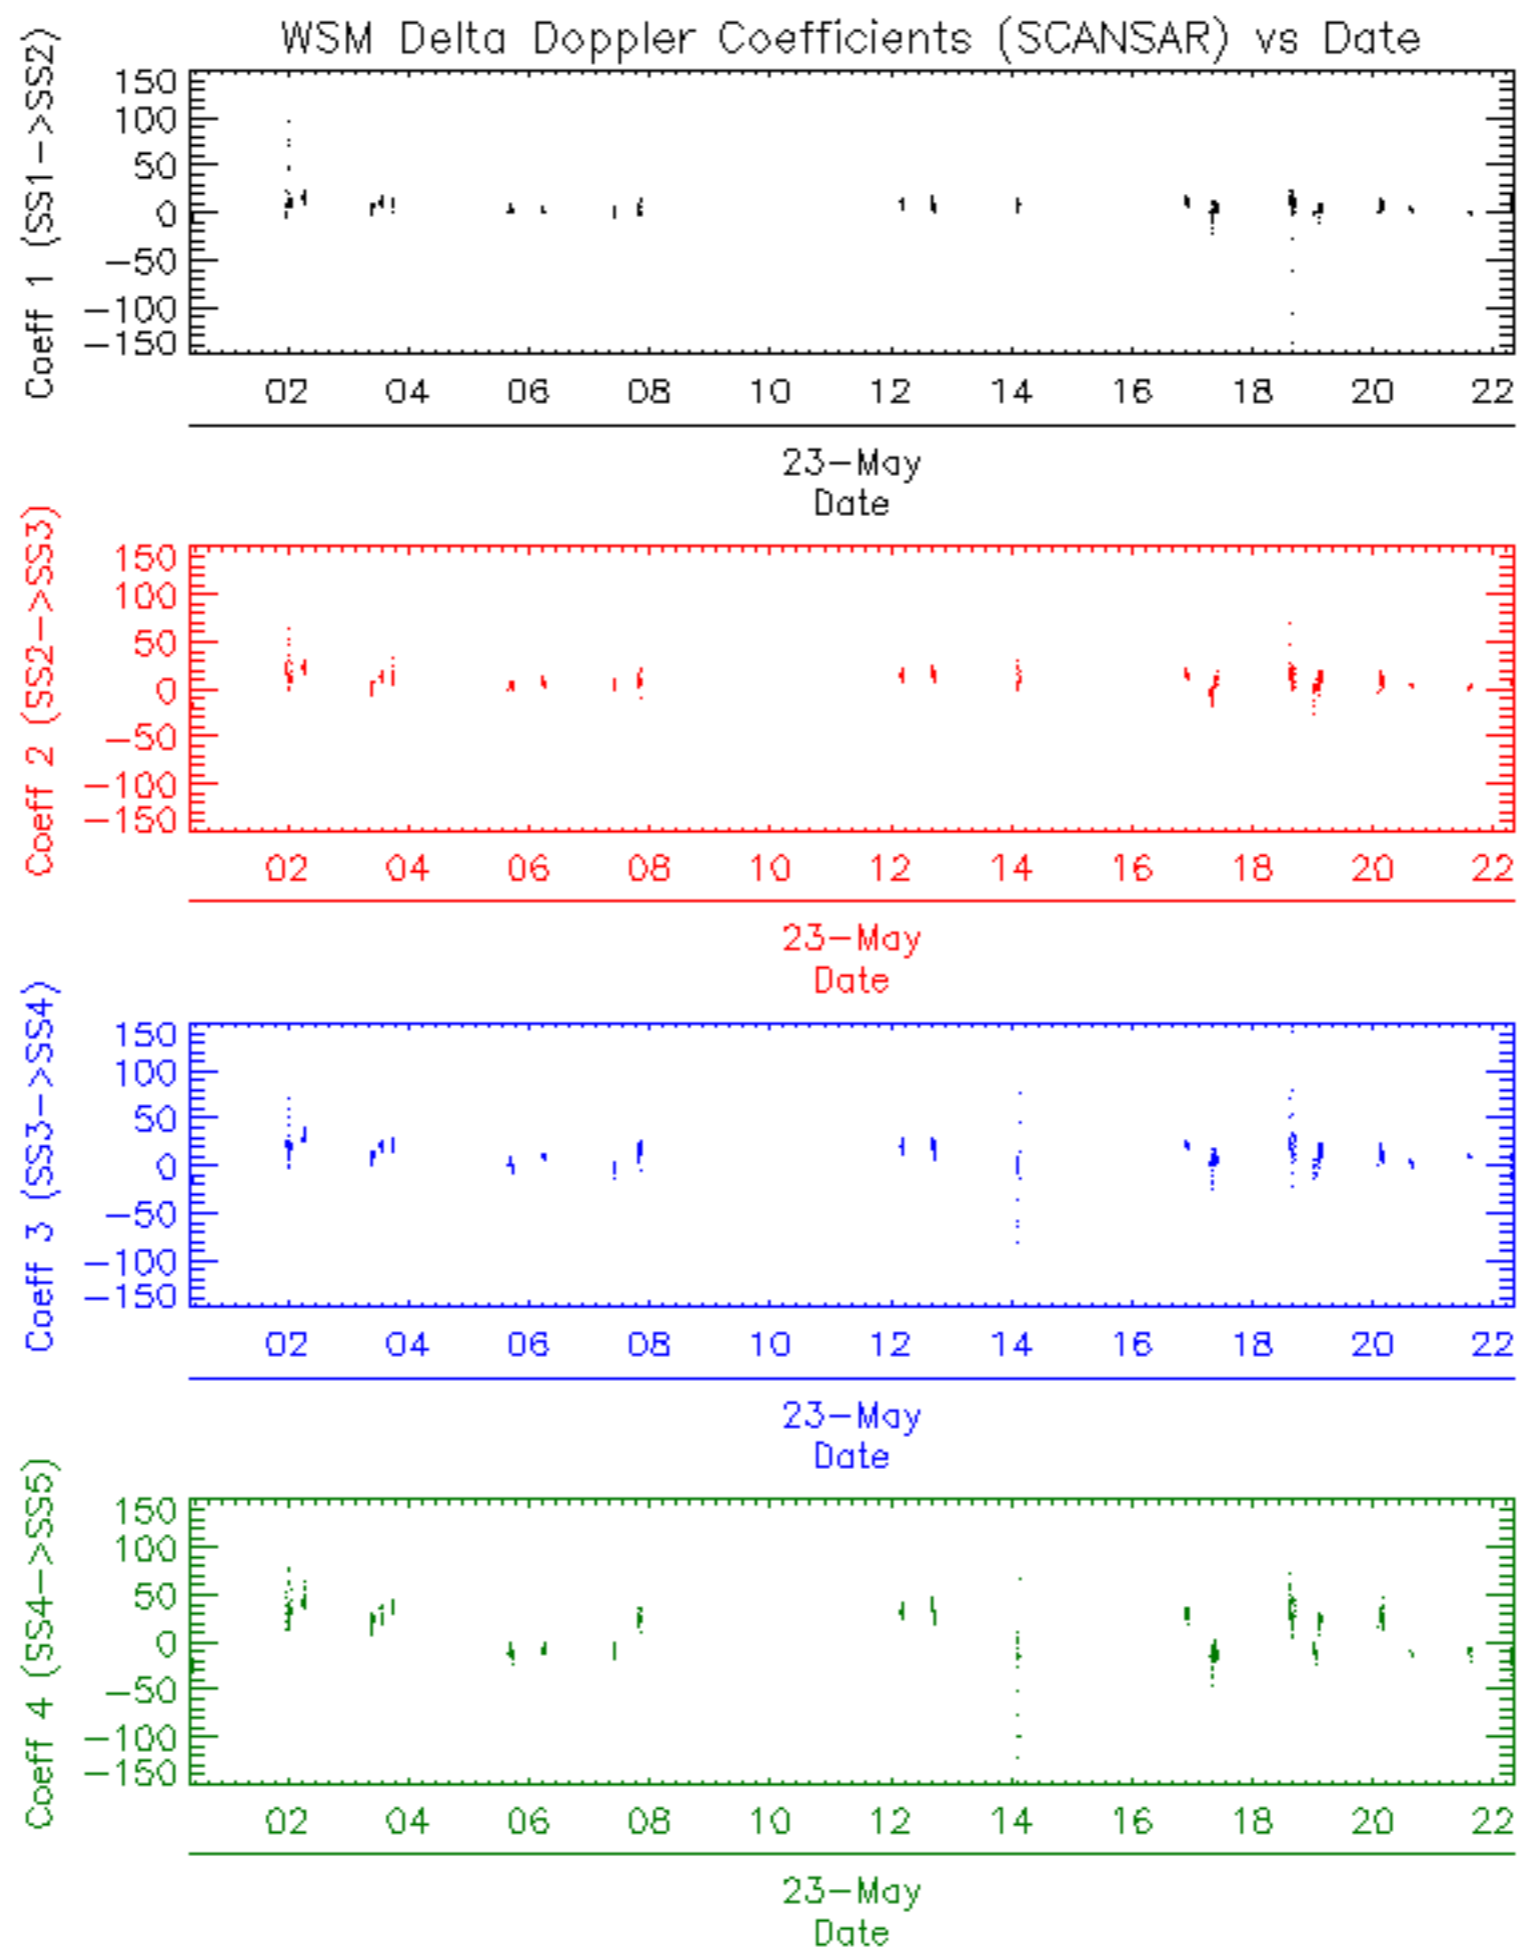 WSM Delta Doppler Coefficients (SCANSAR) vs Date
Coeff 1 (SS1->SS2)
150
100
50
0
-50
-100
-150
02 04 06 08 10 12 14 16 18 20 22
23-May
Date
Coeff 2 (SS2->SS3)
150
100
50
0
-50
-100
-150
02 04 06 08 10 12 14 16 18 20 22
23-May
Date
Coeff 3 (SS3->SS4)
150
100
50
0
-50
-100
-150
02 04 06 08 10 12 14 16 18 20 22
23-May
Date
Coeff 4 (SS4->SS5)
150
100
50
0
-50
-100
-150
02 04 06 08 10 12 14 16 18 20 22
23-May
Date